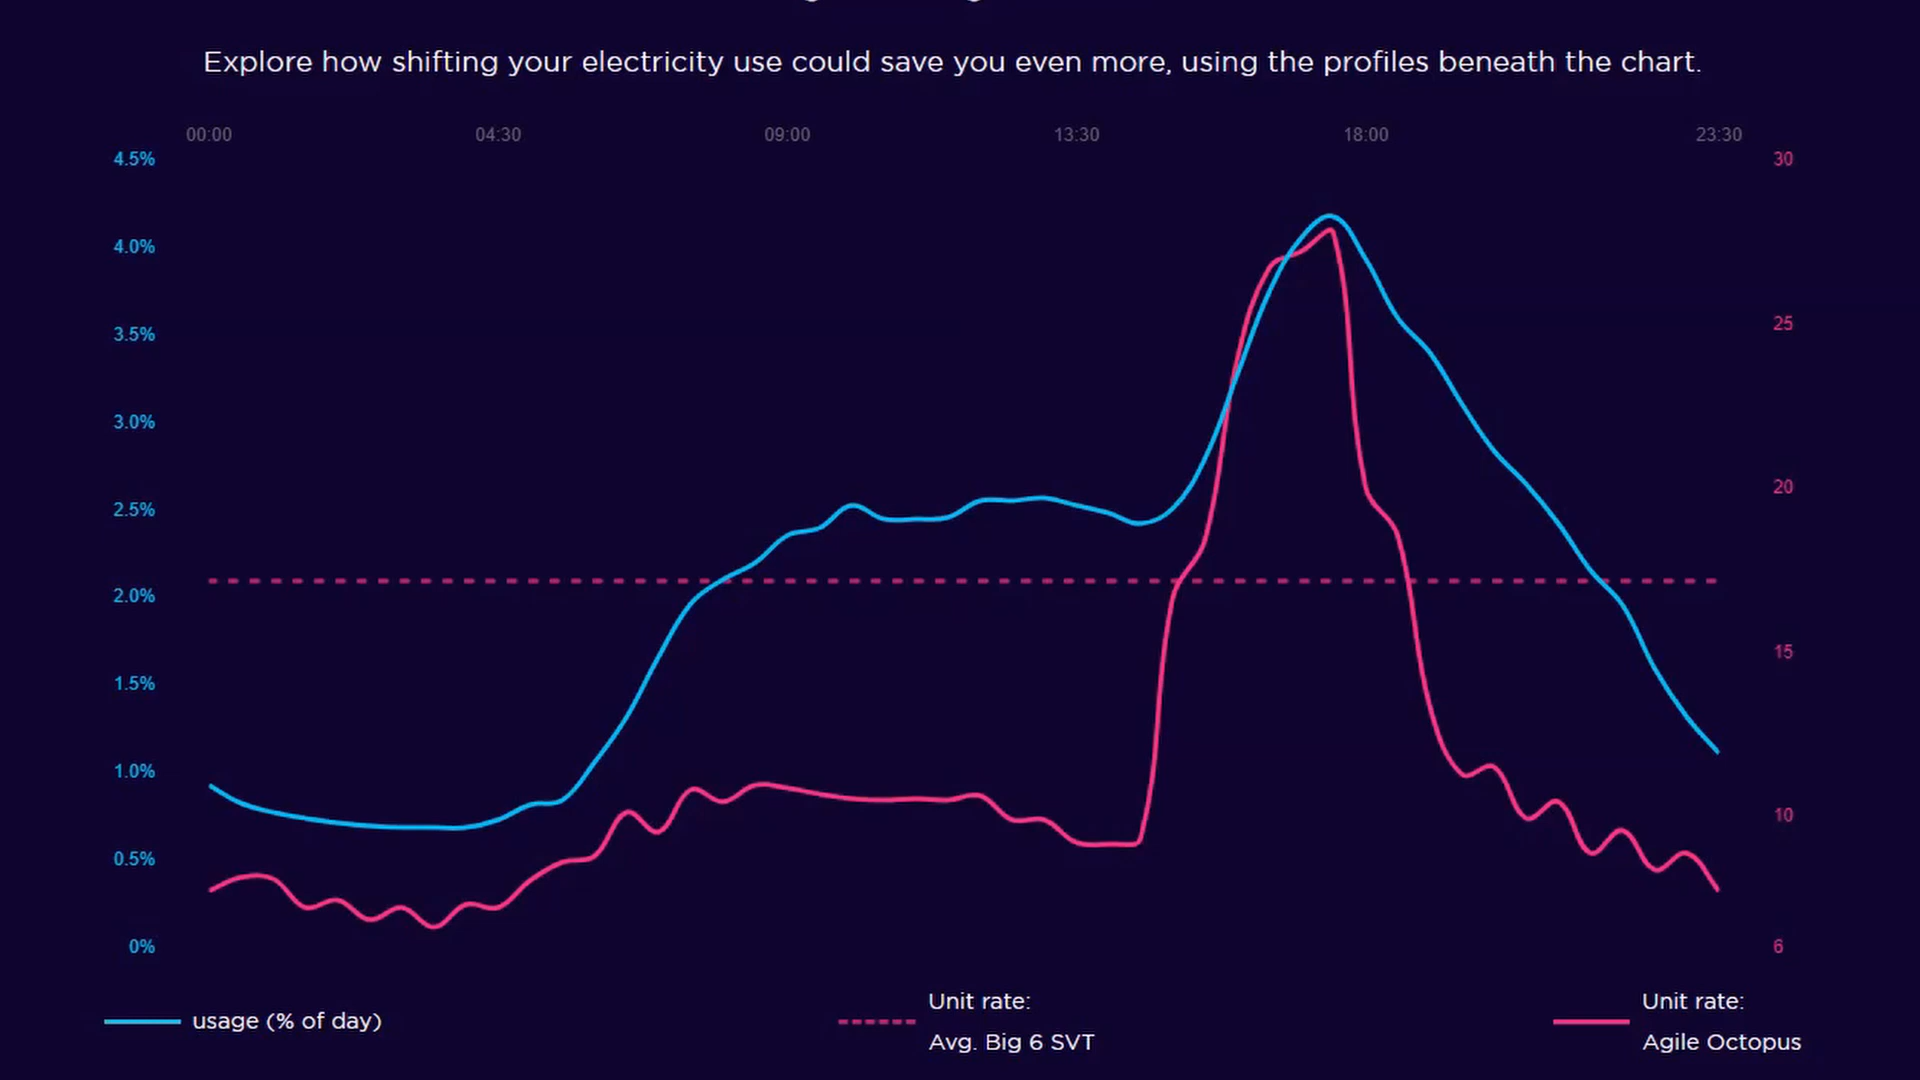 Explore how shifting your electricity use could save you even more, using the profiles beneath the chart.
00:00 04:30 09:00 13:30 18:00 23:30
4.5% 30
4.0%
3.5% 25
3.0%
2.5% 20
2.0%
1.5% 15
1.0% 10
0.5%
0% 6
usage (% of day)
Unit rate:
Avg. Big 6 SVT
Unit rate:
Agile Octopus